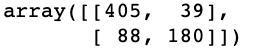 array([[405,  39],
       [ 88, 180]])